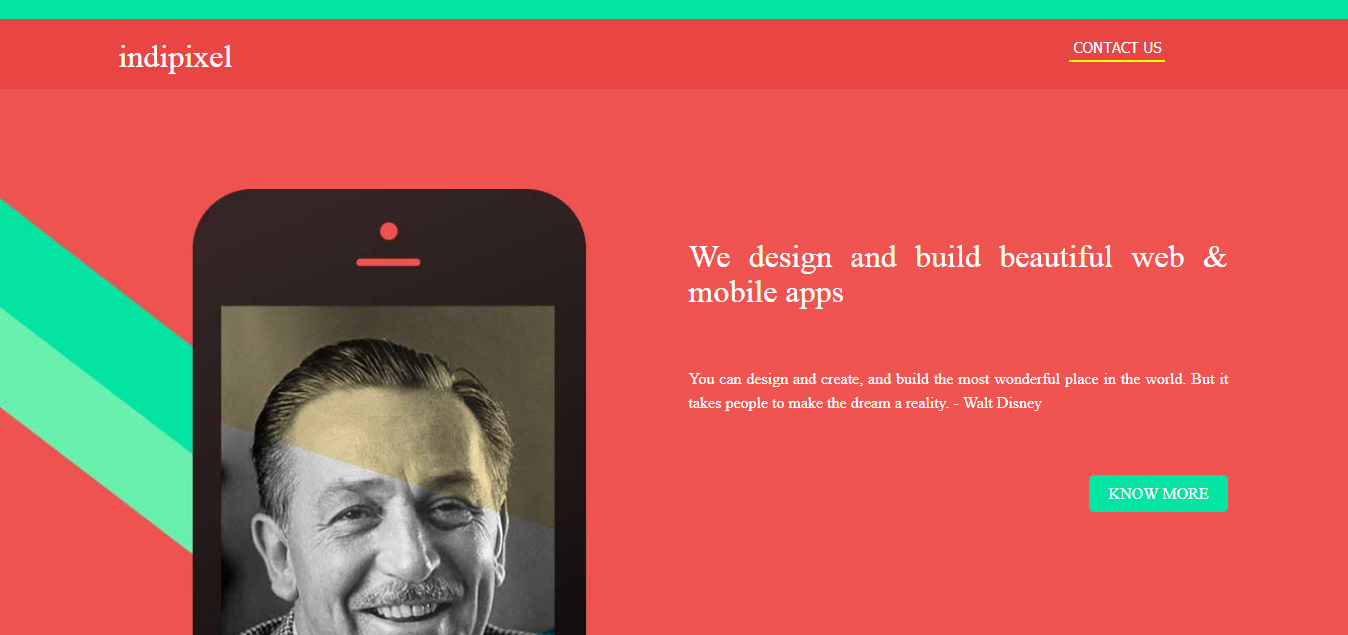 indipixel
CONTACT US
We design and build beautiful web &
mobile apps
You can design and create, and build the most wonderful place in the world. But it
takes people to make the dream a reality. - Walt Disney
KNOW MORE